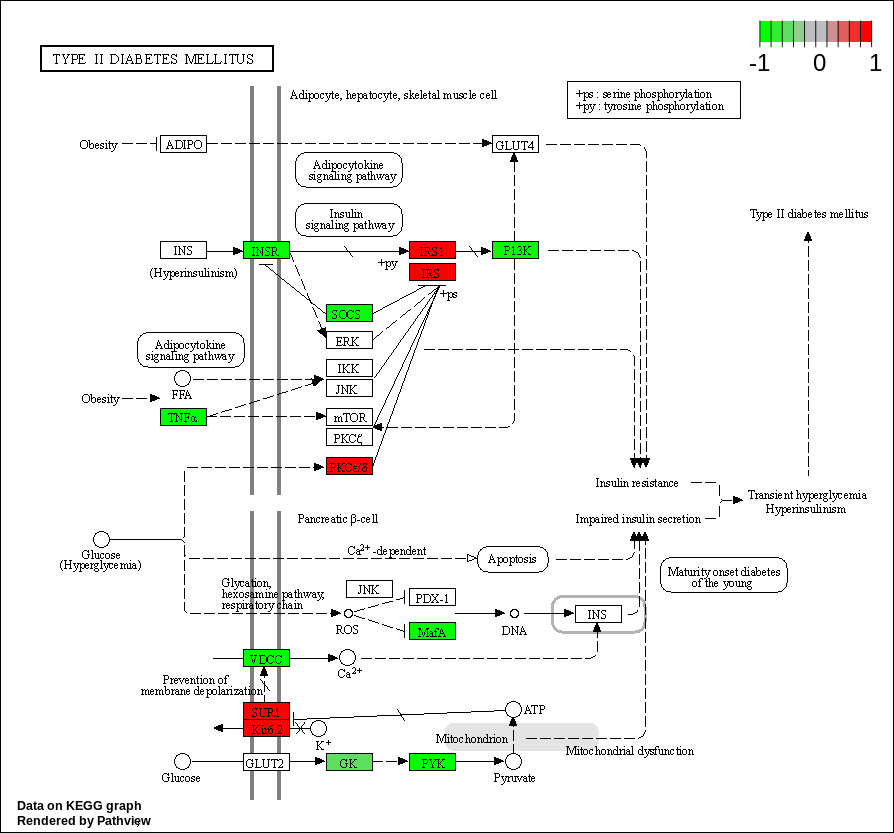 -1 0 1
TYPE II DIABETES MELLITUS
Adipocyte, hepatocyte, skeletal muscle cell
+ps : serine phosphorylation
+py : tyrosine phosphorylation
Obesity
ADIPO
GLUT4
Adipocytokine
signaling pathway
Insulin
signaling pathway
Type II diabetes mellitus
INS
INSR
IRS1
P13K
(Hyperinsulinism)
+py
IRS
+ps
SOCS
ERK
Adipocytokine
signaling pathway
IKK
FFA
JNK
Obesity
TNFα
mTOR
PKCζ
PKCε/δ
Insulin resistance
Transient hyperglycemia
Hyperinsulinism
Pancreatic β-cell
Impaired insulin secretion
Glucose
(Hyperglycemia)
Ca2+ -dependent
Apoptosis
Maturity onset diabetes
of the young
Glycation,
hexosamine pathway,
respiratory chain
JNK
PDX-1
ROS
MafA
DNA
INS
VDCC
Ca2+
Prevention of
membrane depolarization
SUR1
Kir6.2
K+
ATP
Mitochondrion
Mitochondrial dysfunction
GLUT2
GK
PYK
Glucose
Pyruvate
Data on KEGG graph
Rendered by Pathview